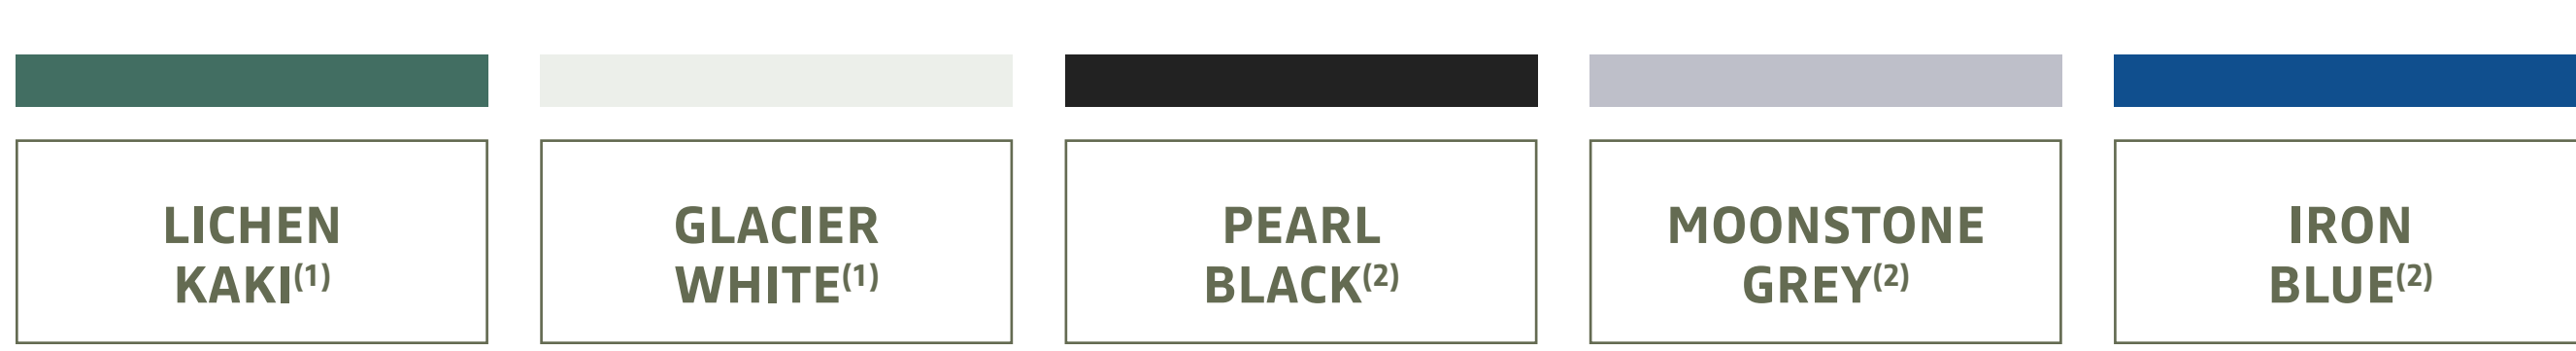 LICHEN
KAKI(1)
GLACIER
WHITE(1)
PEARL
BLACK(2)
MOONSTONE
GREY(2)
IRON
BLUE(2)